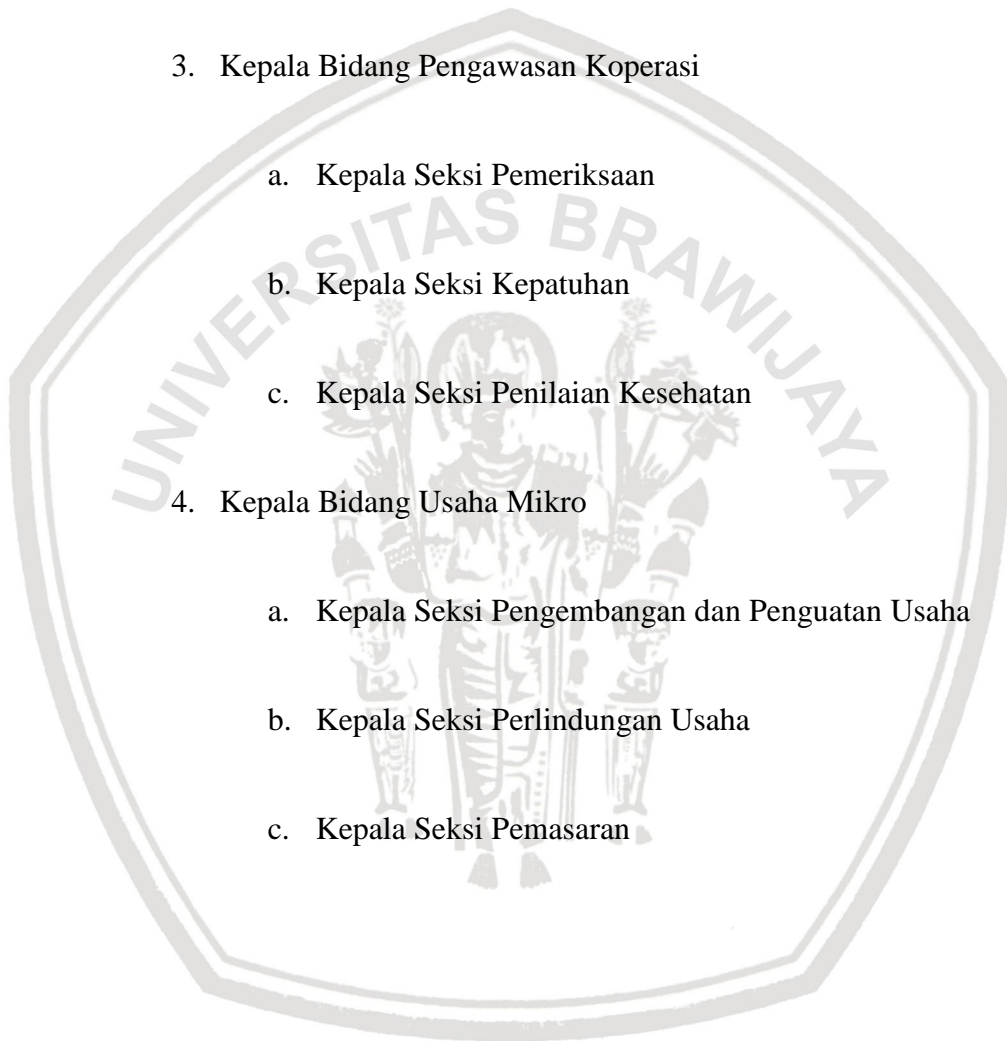 3. Kepala Bidang Pengawasan Koperasi
a. Kepala Seksi Pemeriksaan
UNIVERSITAS BRAWIJAYA
b. Kepala Seksi Kepatuhan
c. Kepala Seksi Penilaian Kesehatan
4. Kepala Bidang Usaha Mikro
a. Kepala Seksi Pengembangan dan Penguatan Usaha
b. Kepala Seksi Perlindungan Usaha
c. Kepala Seksi Pemasaran